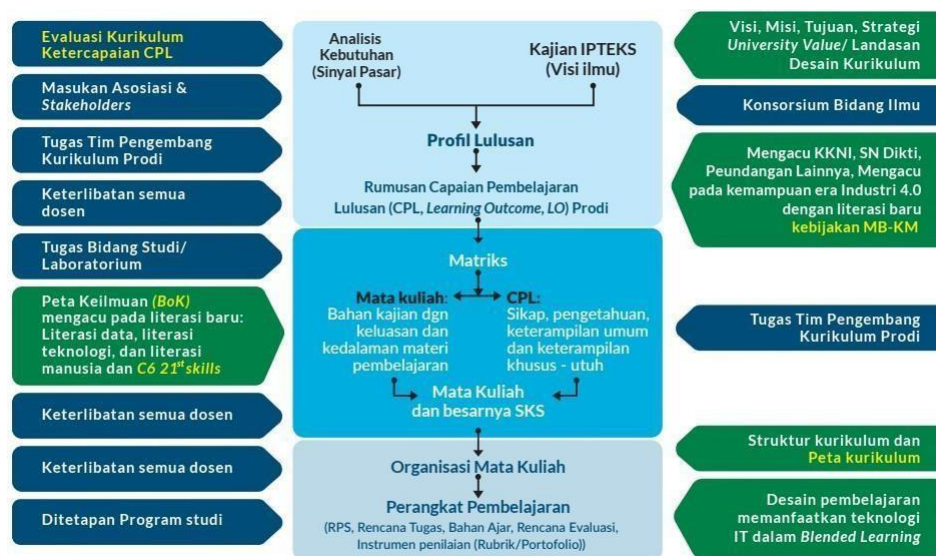 Evaluasi Kurikulum
Ketercapaian CPL
Masukan Asosiasi &
Stakeholders
Tugas Tim Pengembang
Kurikulum Prodi
Keterlibatan semua
dosen
Tugas Bidang Studi/
Laboratorium
Peta Keilmuan (BoK)
mengacu pada literasi baru:
Literasi data, literasi
teknologi, dan literasi
manusia dan C6 21st skills
Keterlibatan semua dosen
Keterlibatan semua dosen
Ditetapan Program studi
Analisis
Kebutuhan
(Sinyal Pasar)
Kajian IPTEKS
(Visi ilmu)
Profil Lulusan
Rumusan Capaian Pembelajaran
Lulusan (CPL, Learning Outcome, LO) Prodi
Matriks
Mata kuliah:
Bahan kajian dgn
keluasan dan
kedalaman materi
pembelajaran
CPL:
Sikap, pengetahuan,
keterampilan umum
dan keterampilan
khusus - utuh
Mata Kuliah
dan besarnya SKS
Organisasi Mata Kuliah
Perangkat Pembelajaran
(RPS, Rencana Tugas, Bahan Ajar, Rencana Evaluasi,
Instrumen penilaian (Rubrik/Portofolio))
Visi, Misi, Tujuan, Strategi
University Value/ Landasan
Desain Kurikulum
Konsorsium Bidang Ilmu
Mengacu KKNI, SN Dikti,
Peundangan Lainnya, Mengacu
pada kemampuan era Industri 4.0
dengan literasi baru
kebijakan MB-KM
Tugas Tim Pengembang
Kurikulum Prodi
Struktur kurikulum dan
Peta kurikulum
Desain pembelajaran
memanfaatkan teknologi
IT dalam Blended Learning